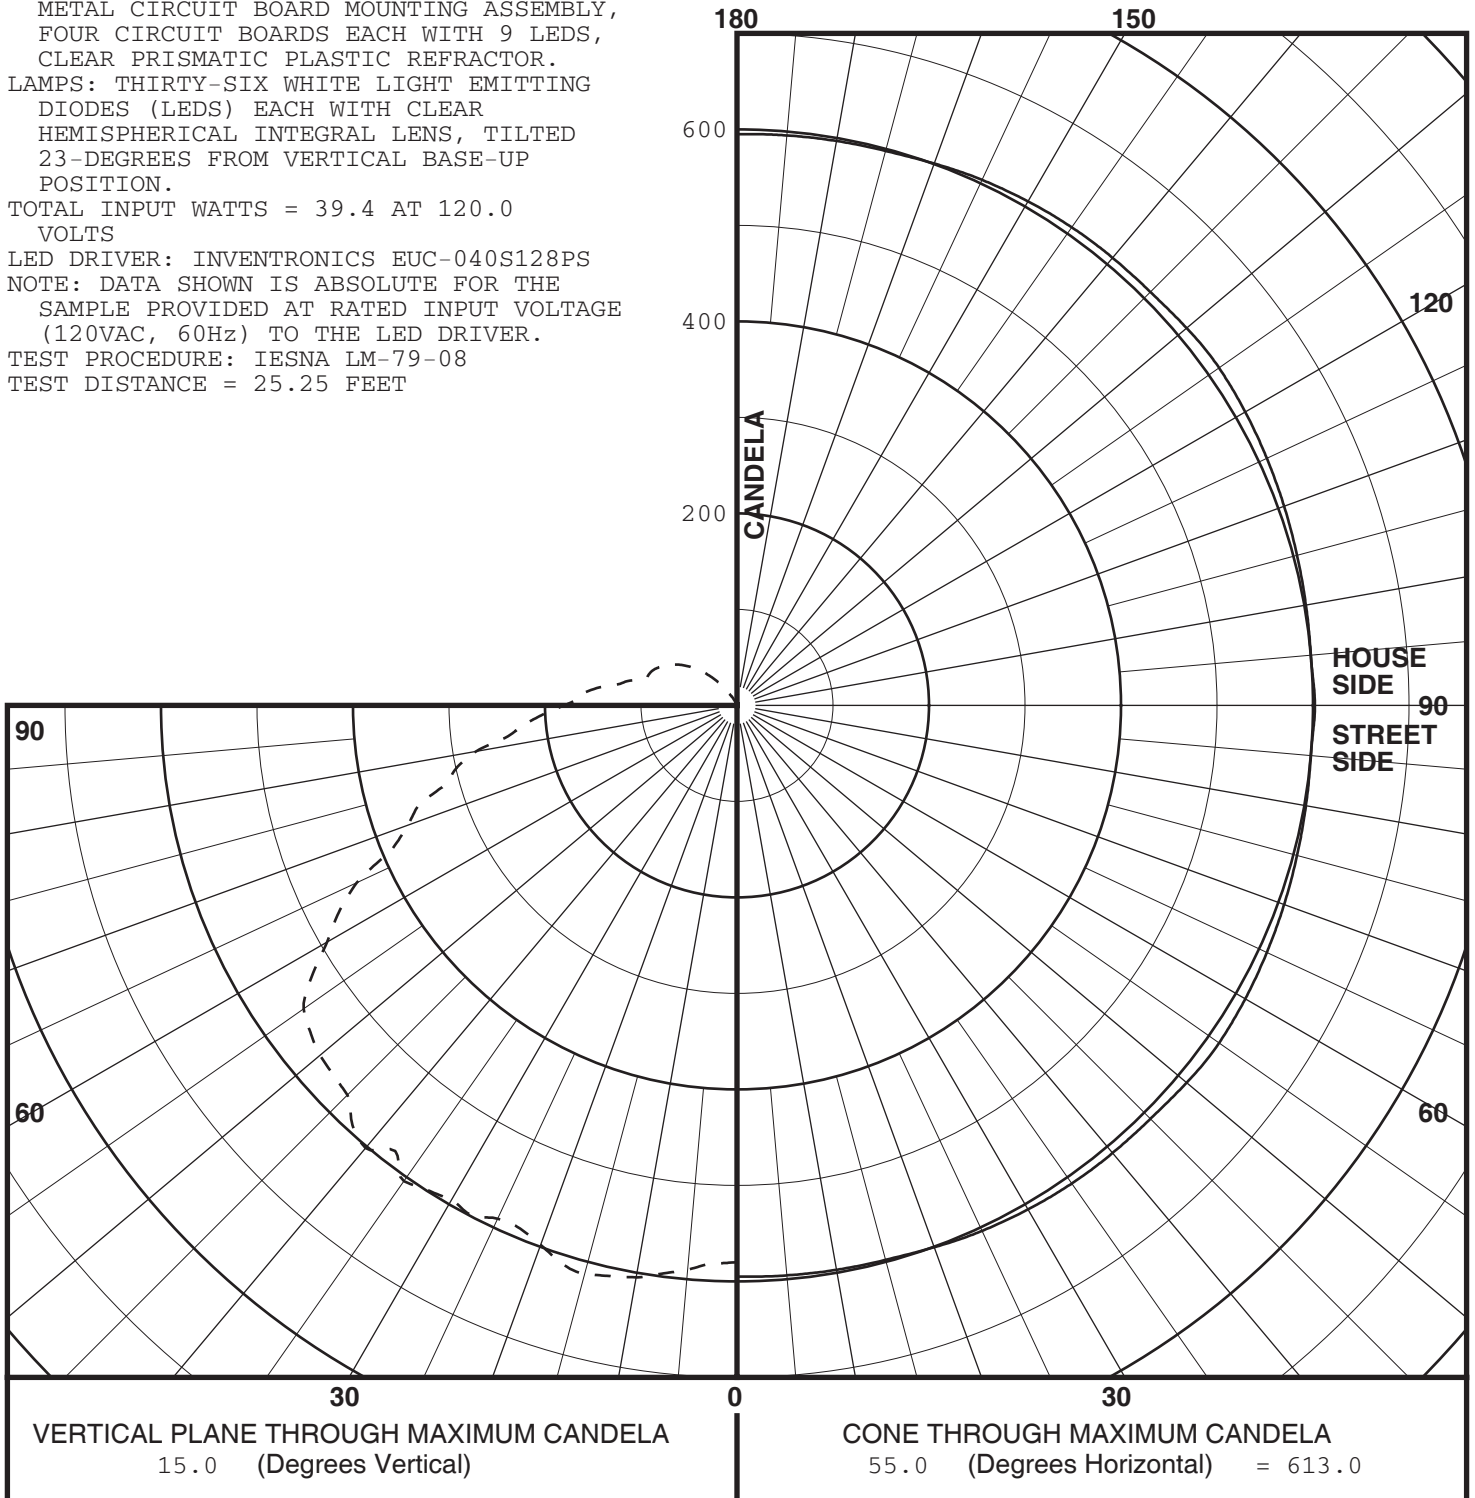 METAL CIRCUIT BOARD MOUNTING ASSEMBLY,
FOUR CIRCUIT BOARDS EACH WITH 9 LEDS,
CLEAR PRISMATIC PLASTIC REFRACTOR.
LAMPS: THIRTY-SIX WHITE LIGHT EMITTING
DIODES (LEDS) EACH WITH CLEAR
HEMISPHERICAL INTEGRAL LENS, TILTED
23-DEGREES FROM VERTICAL BASE-UP
POSITION.
TOTAL INPUT WATTS = 39.4 AT 120.0
VOLTS
LED DRIVER: INVENTRONICS EUC-040S128PS
NOTE: DATA SHOWN IS ABSOLUTE FOR THE
SAMPLE PROVIDED AT RATED INPUT VOLTAGE
(120VAC, 60Hz) TO THE LED DRIVER.
TEST PROCEDURE: IESNA LM-79-08
TEST DISTANCE = 25.25 FEET
180
150
600
120
400
CANDELA
200
HOUSE
SIDE
90
90
STREET
SIDE
60
60
30
0
30
VERTICAL PLANE THROUGH MAXIMUM CANDELA
15.0 (Degrees Vertical)
CONE THROUGH MAXIMUM CANDELA
55.0 (Degrees Horizontal) = 613.0